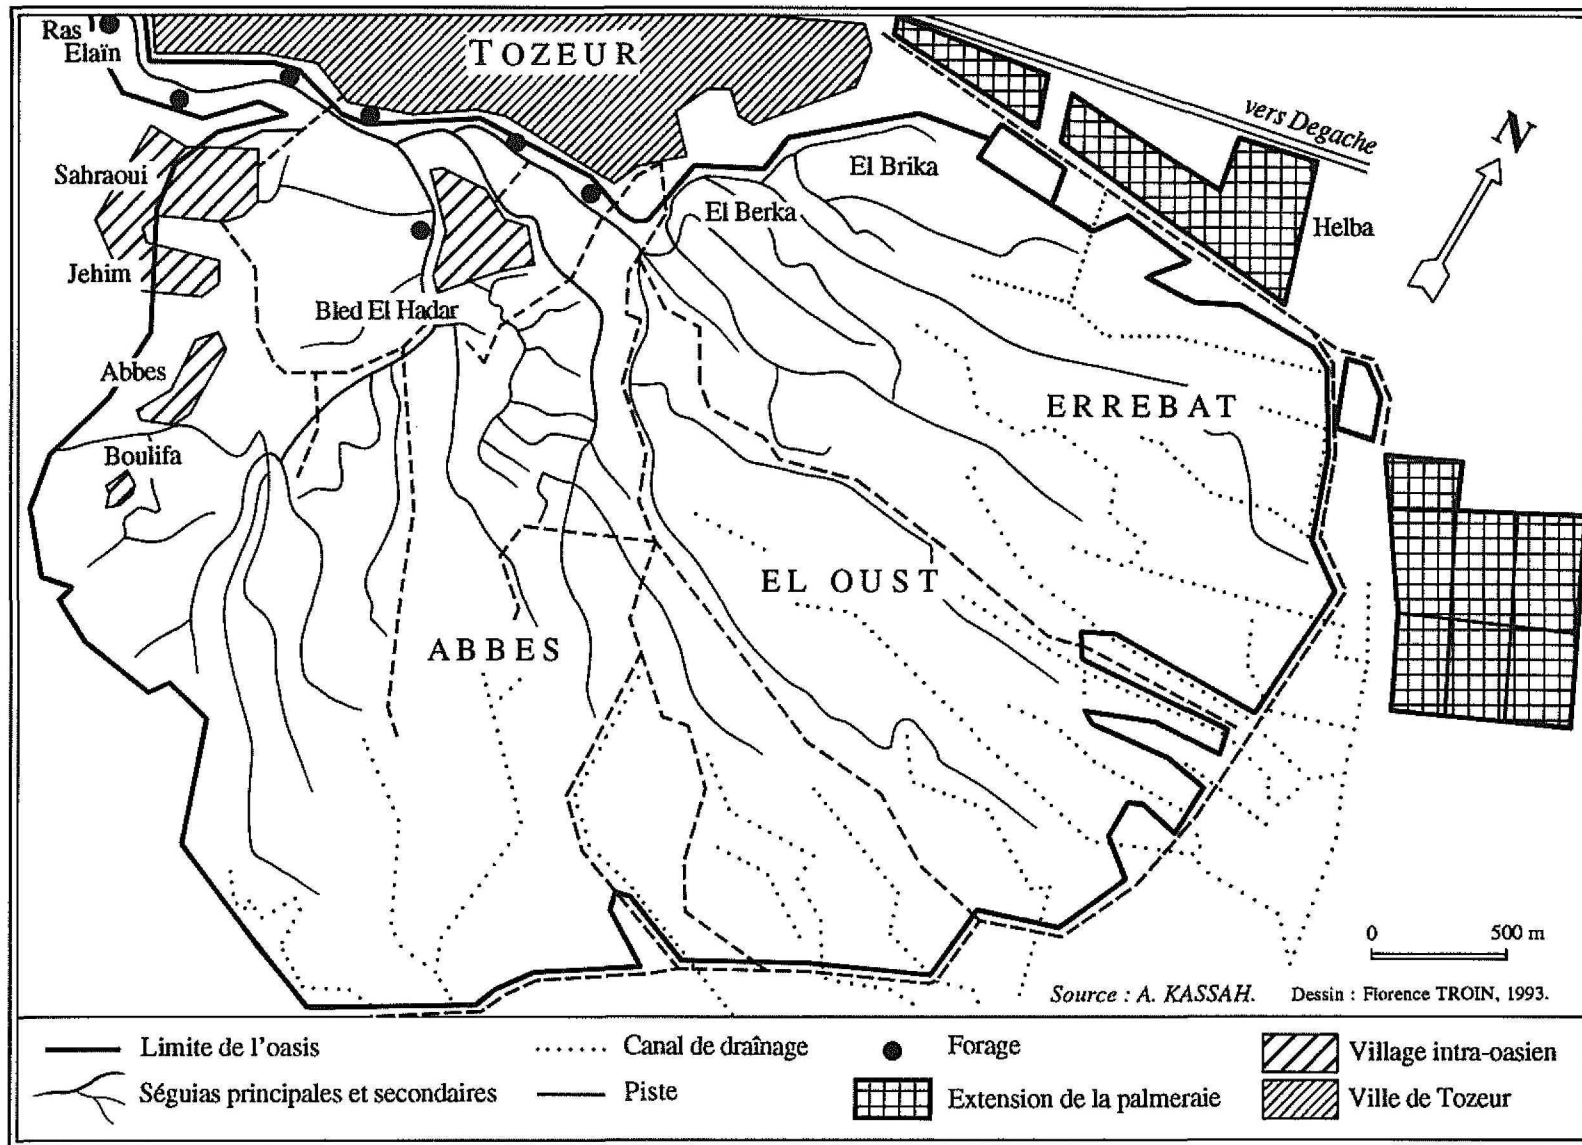 Ras
Elaïn
TOZEUR
vers Degache
N
Sahraoui
El Brika
El Berka
Helba
Jehim
Bled El Hadar
Abbes
ERREBAT
Boulifa
EL OUST
ABBES
0 500 m
Source : A. KASSAH. Dessin : Florence TROIN, 1993.
Limite de l'oasis
Canal de draînage
Forage
Village intra-oasien
Séguias principales et secondaires
Piste
Extension de la palmeraie
Ville de Tozeur